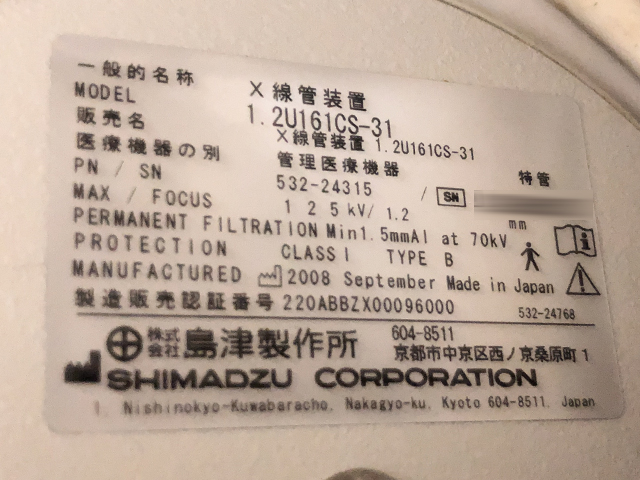 一般的名称 X線管装置
MODEL 1.2U161CS-31
販売名 X線管装置 1.2U161CS-31
医療機器の別 管理医療機器 特管
PN / SN 532-24315 / SN
MAX / FOCUS 125kV/ 1.2 mm
PERMANENT FILTRATION Min1.5mmAl at 70kV
PROTECTION CLASS I TYPE B
MANUFACTURED 2008 September Made in Japan
製造販売認証番号 220ABBZX00096000 532-24768
株式会社 島津製作所 604-8511
京都市中京区西ノ京桑原町1
SHIMADZU CORPORATION
1, Nishinokyo-Kuwabaracho, Nakagyo-ku, Kyoto 604-8511, Japan